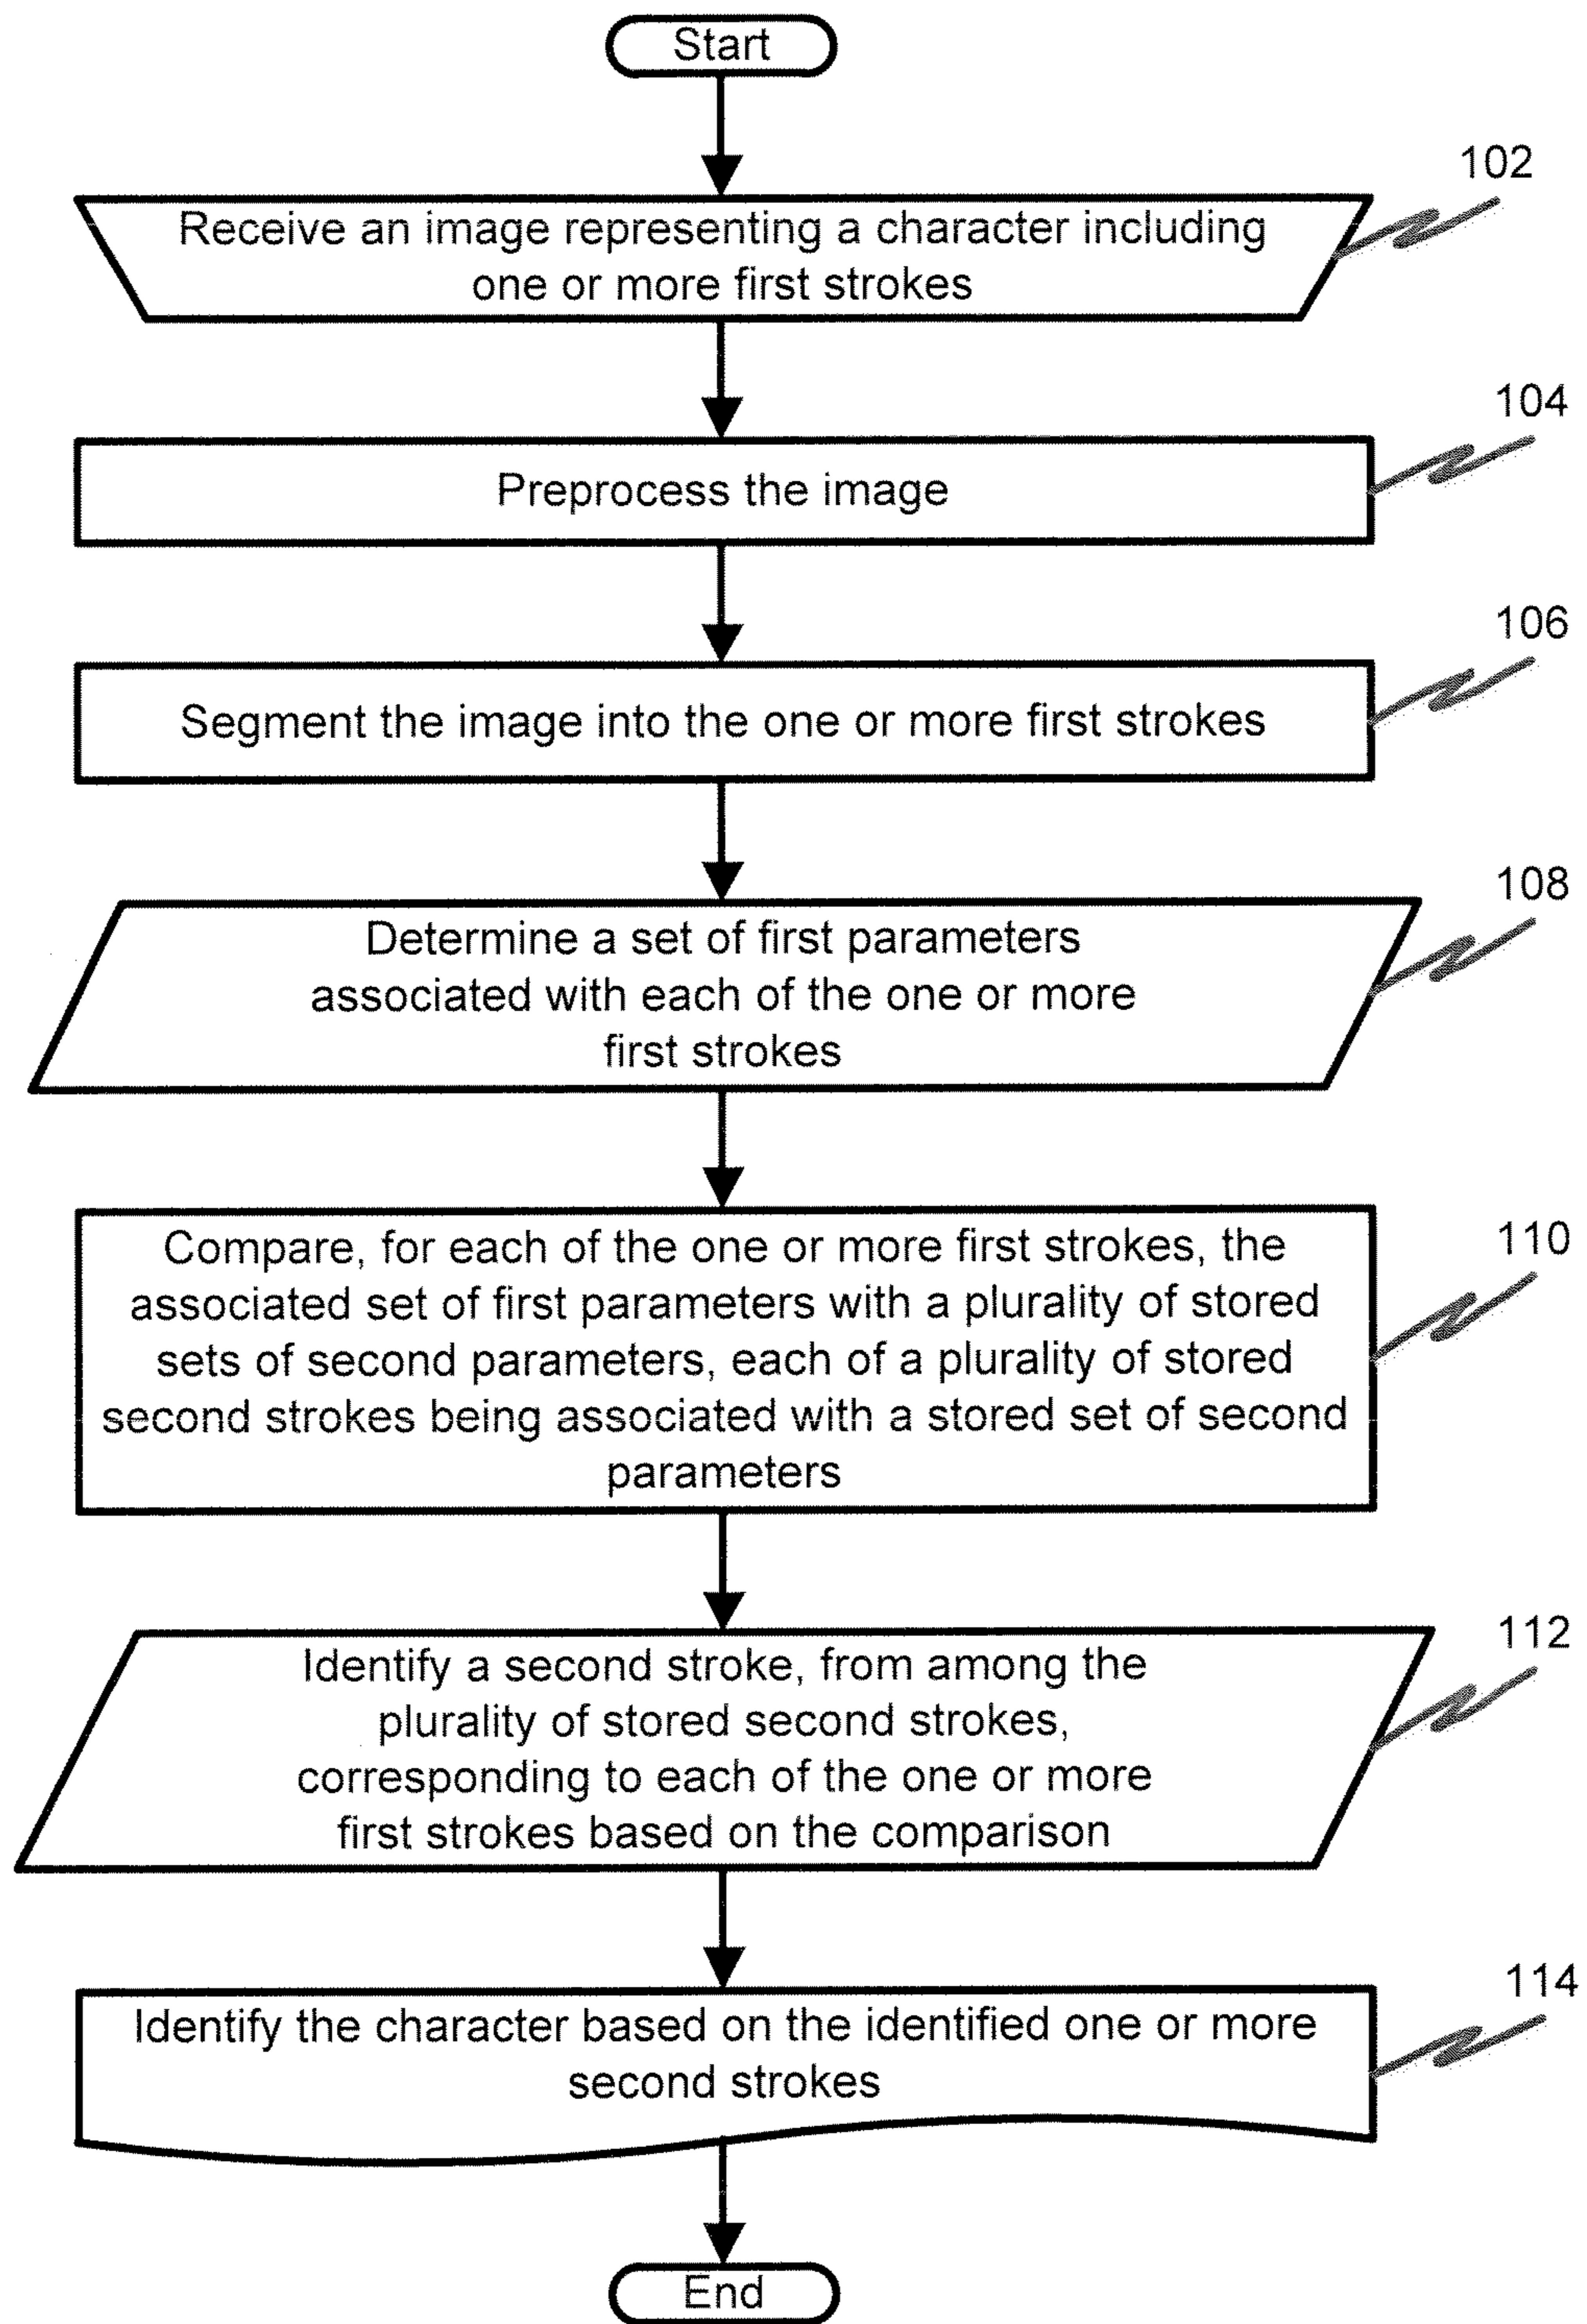 Start
102
Receive an image representing a character including
one or more first strokes
104
Preprocess the image
106
Segment the image into the one or more first strokes
108
Determine a set of first parameters
associated with each of the one or more
first strokes
110
Compare, for each of the one or more first strokes, the
associated set of first parameters with a plurality of stored
sets of second parameters, each of a plurality of stored
second strokes being associated with a stored set of second
parameters
112
Identify a second stroke, from among the
plurality of stored second strokes,
corresponding to each of the one or more
first strokes based on the comparison
114
Identify the character based on the identified one or more
second strokes
End